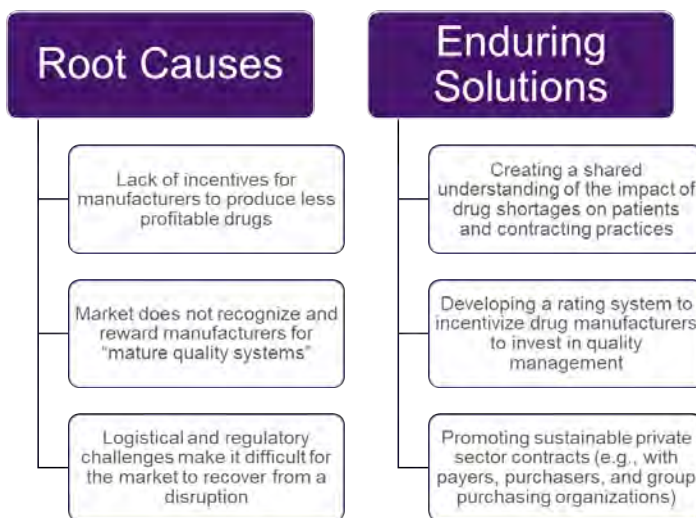 Root Causes
Lack of incentives for
manufacturers to produce less
profitable drugs
Market does not recognize and
reward manufacturers for
"mature quality systems"
Logistical and regulatory
challenges make it difficult for
the market to recover from a
disruption
Enduring
Solutions
Creating a shared
understanding of the impact of
drug shortages on patients
and contracting practices
Developing a rating system to
incentivize drug manufacturers
to invest in quality
management
Promoting sustainable private
sector contracts (e.g., with
payers, purchasers, and group
purchasing organizations)